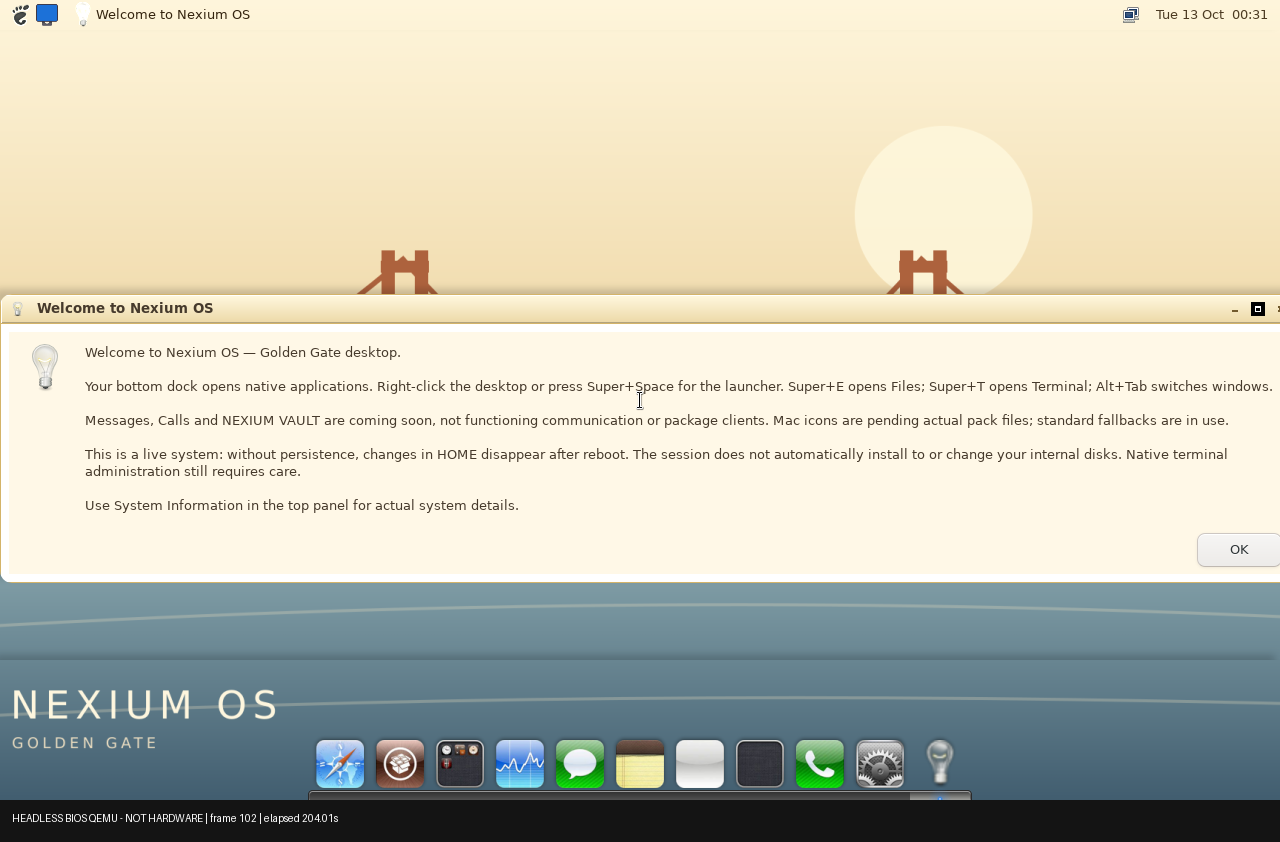 Welcome to Nexium OS
Tue 13 Oct 00:31
Welcome to Nexium OS
Welcome to Nexium OS — Golden Gate desktop.
Your bottom dock opens native applications. Right-click the desktop or press Super+Space for the launcher. Super+E opens Files; Super+T opens Terminal; Alt+Tab switches windows.
Messages, Calls and NEXIUM VAULT are coming soon, not functioning communication or package clients. Mac icons are pending actual pack files; standard fallbacks are in use.
This is a live system: without persistence, changes in HOME disappear after reboot. The session does not automatically install to or change your internal disks. Native terminal
administration still requires care.
Use System Information in the top panel for actual system details.
OK
NEXIUM OS
GOLDEN GATE
HEADLESS BIOS QEMU - NOT HARDWARE | frame 102 | elapsed 204.01s